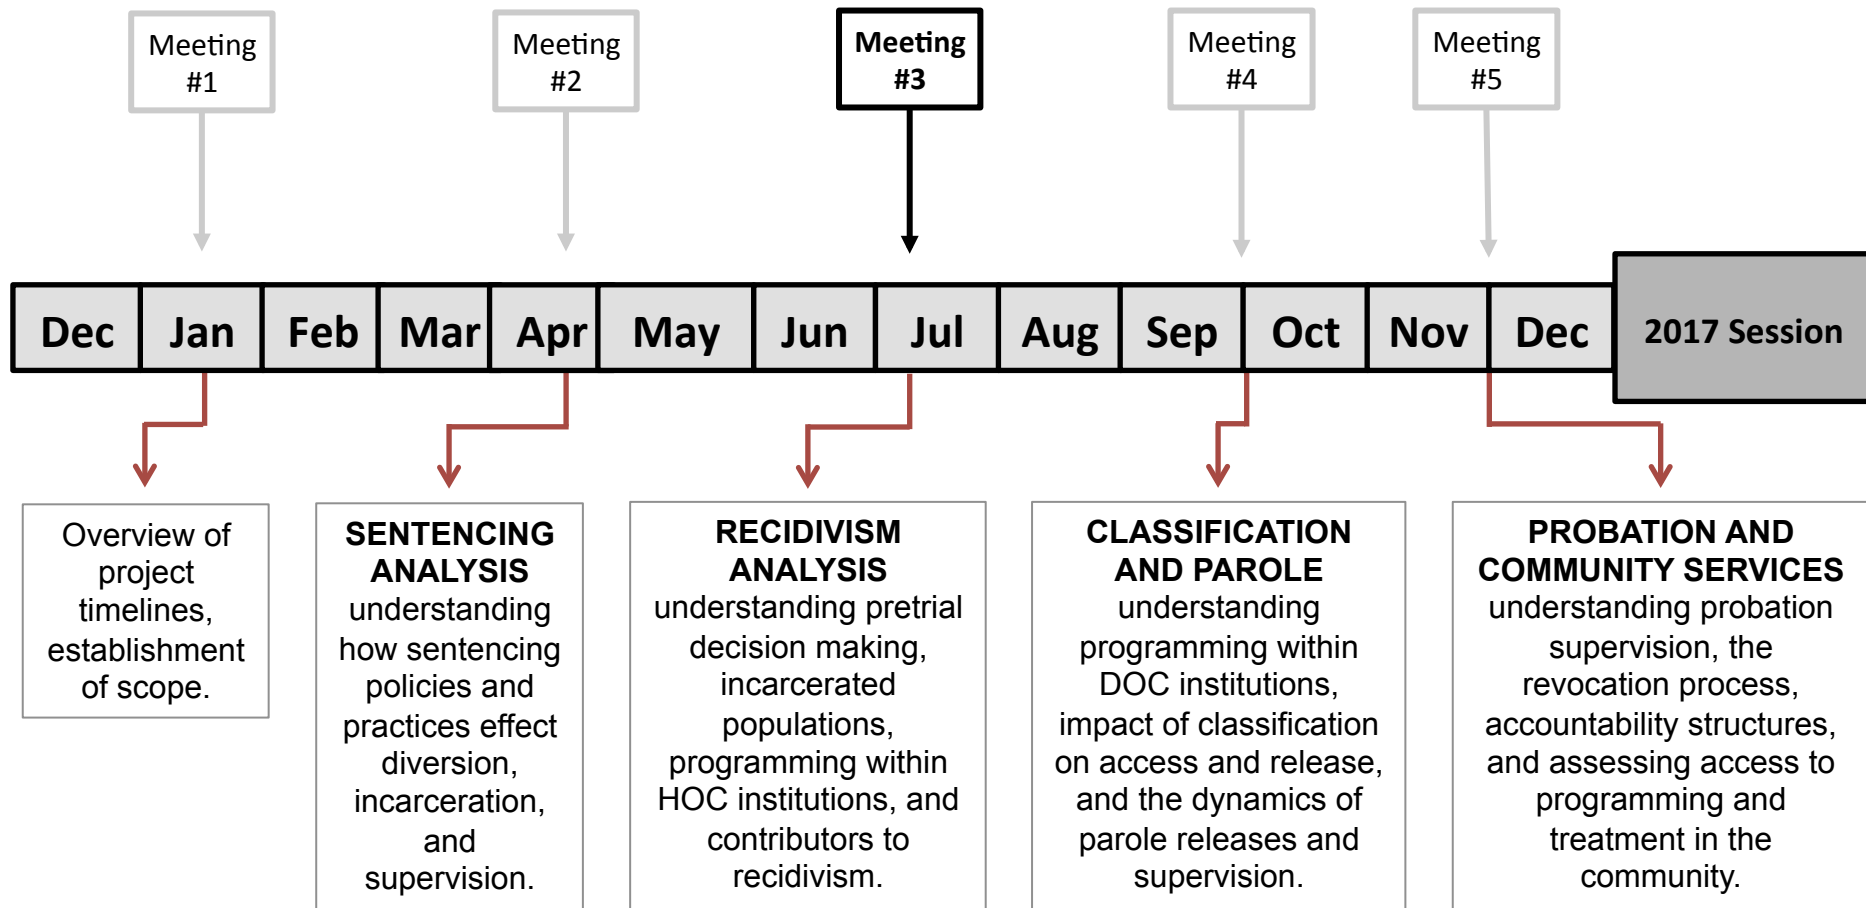 Meeting
#1
Meeting
#2
Meeting
#3
Meeting
#4
Meeting
#5
Dec
Jan
Feb
Mar
Apr
May
Jun
Jul
Aug
Sep
Oct
Nov
Dec
2017 Session
Overview of
project
timelines,
establishment
of scope.
SENTENCING
ANALYSIS
understanding
how sentencing
policies and
practices effect
diversion,
incarceration,
and
supervision.
RECIDIVISM
ANALYSIS
understanding pretrial
decision making,
incarcerated
populations,
programming within
HOC institutions, and
contributors to
recidivism.
CLASSIFICATION
AND PAROLE
understanding
programming within
DOC institutions,
impact of classification
on access and release,
and the dynamics of
parole releases and
supervision.
PROBATION AND
COMMUNITY SERVICES
understanding probation
supervision, the
revocation process,
accountability structures,
and assessing access to
programming and
treatment in the
community.